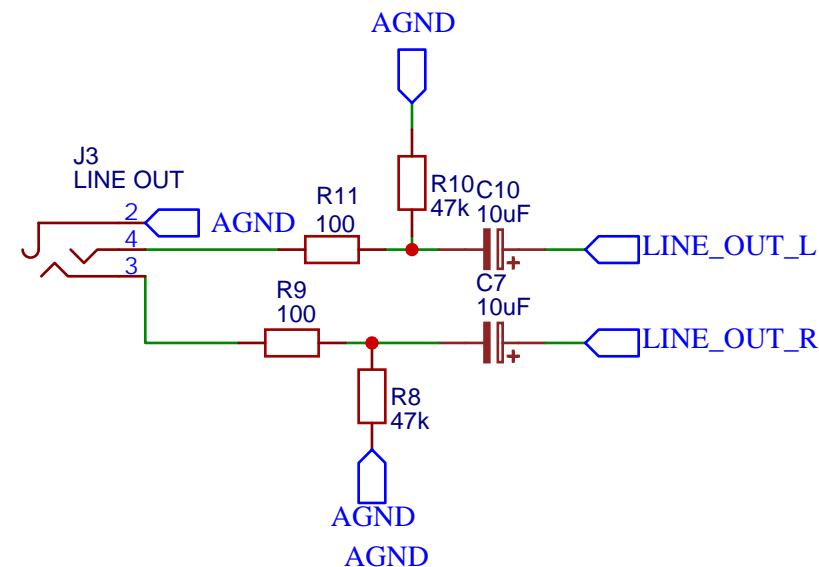 AGND
J3
LINE OUT
R10
47k
C10
10uF
R11
100
2
AGND
4
LINE_OUT_L
3
C7
10uF
R9
100
+
LINE_OUT_R
+
R8
47k
AGND
AGND